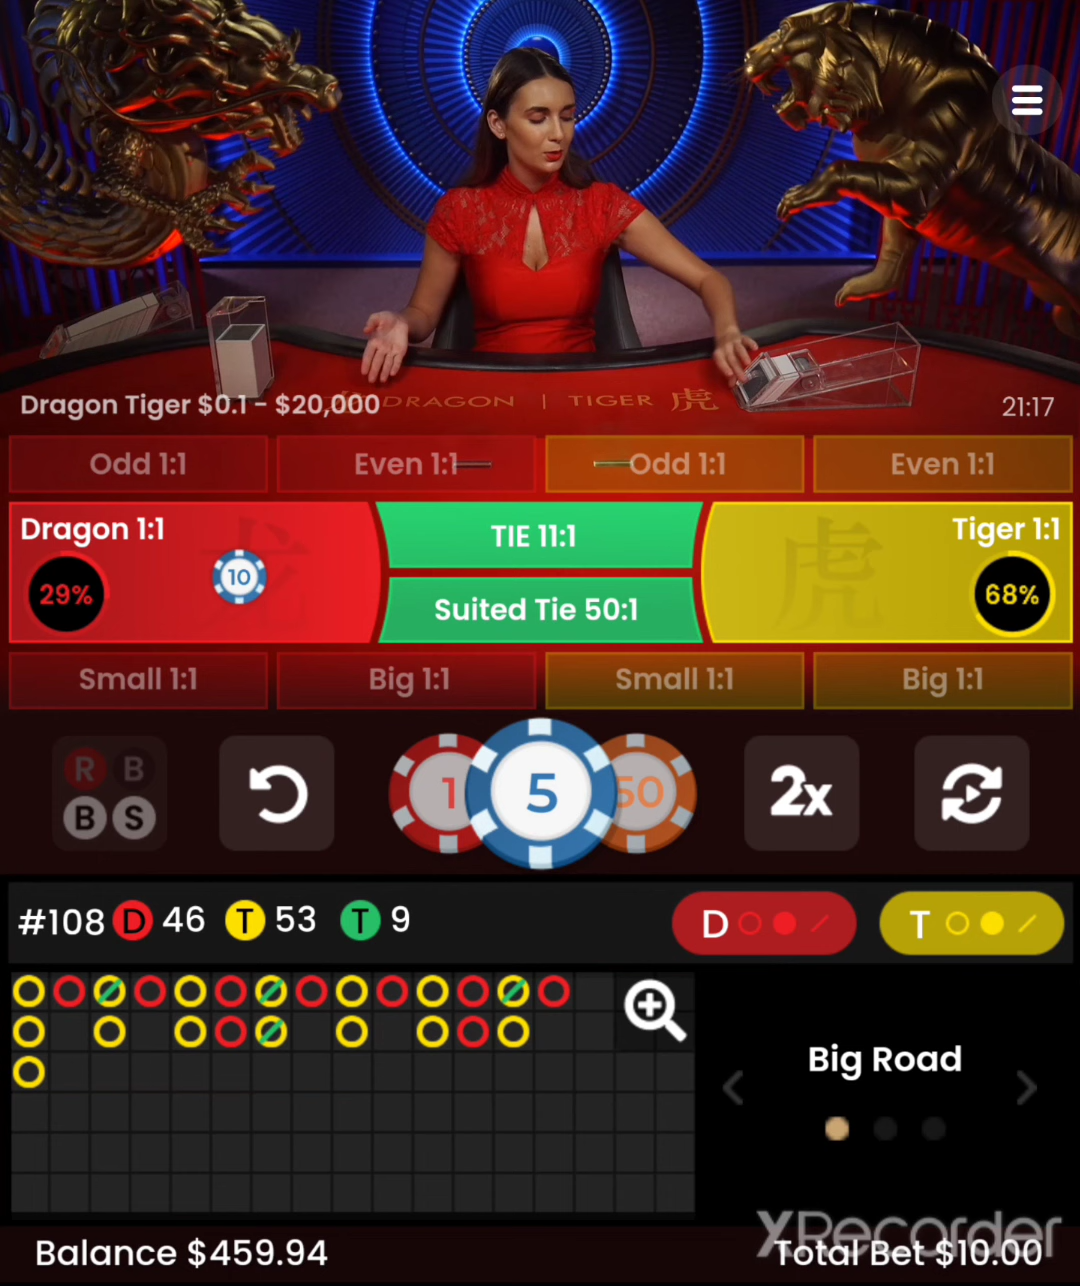 DRAGON | TIGER 虎
Dragon Tiger $0.1 - $20,000
21:17
Odd 1:1
Even 1:1
Odd 1:1
Even 1:1
Dragon 1:1
TIE 11:1
Tiger 1:1
龙
虎
29%
10
68%
Suited Tie 50:1
Small 1:1
Big 1:1
Small 1:1
Big 1:1
R B
B S
1
5
50
2x
#108 D 46 T 53 T 9
D
T
Big Road
XRecorder
Balance $459.94
Total Bet $10.00